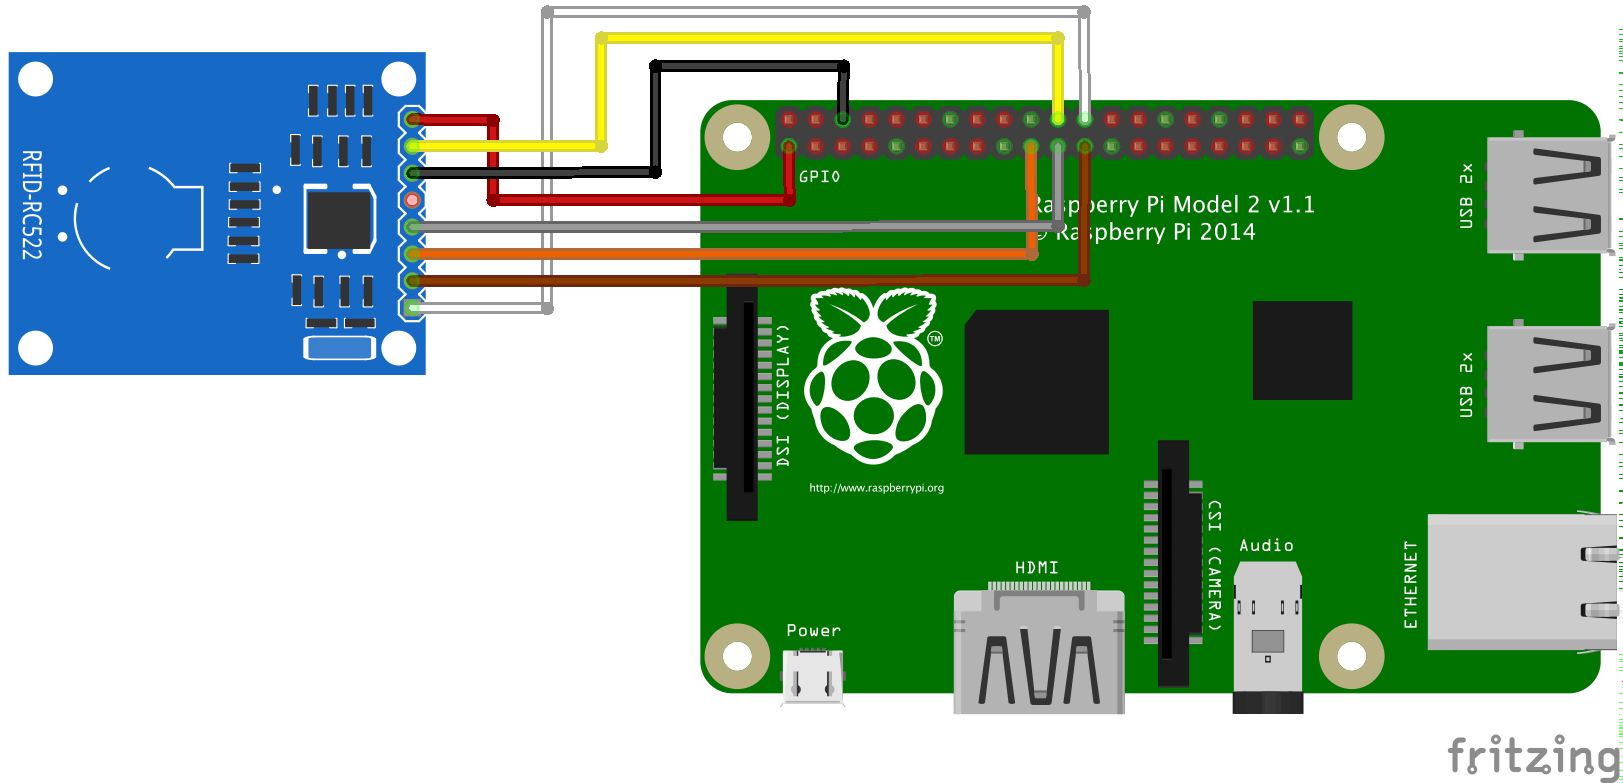 RFID-RC522
GPIO
Raspberry Pi Model 2 v1.1
© Raspberry Pi 2014
USB 2x
USB 2x
DSI (DISPLAY)
TM
http://www.raspberrypi.org
CSI (CAMERA)
Audio
ETHERNET
HDMI
Power
fritzing